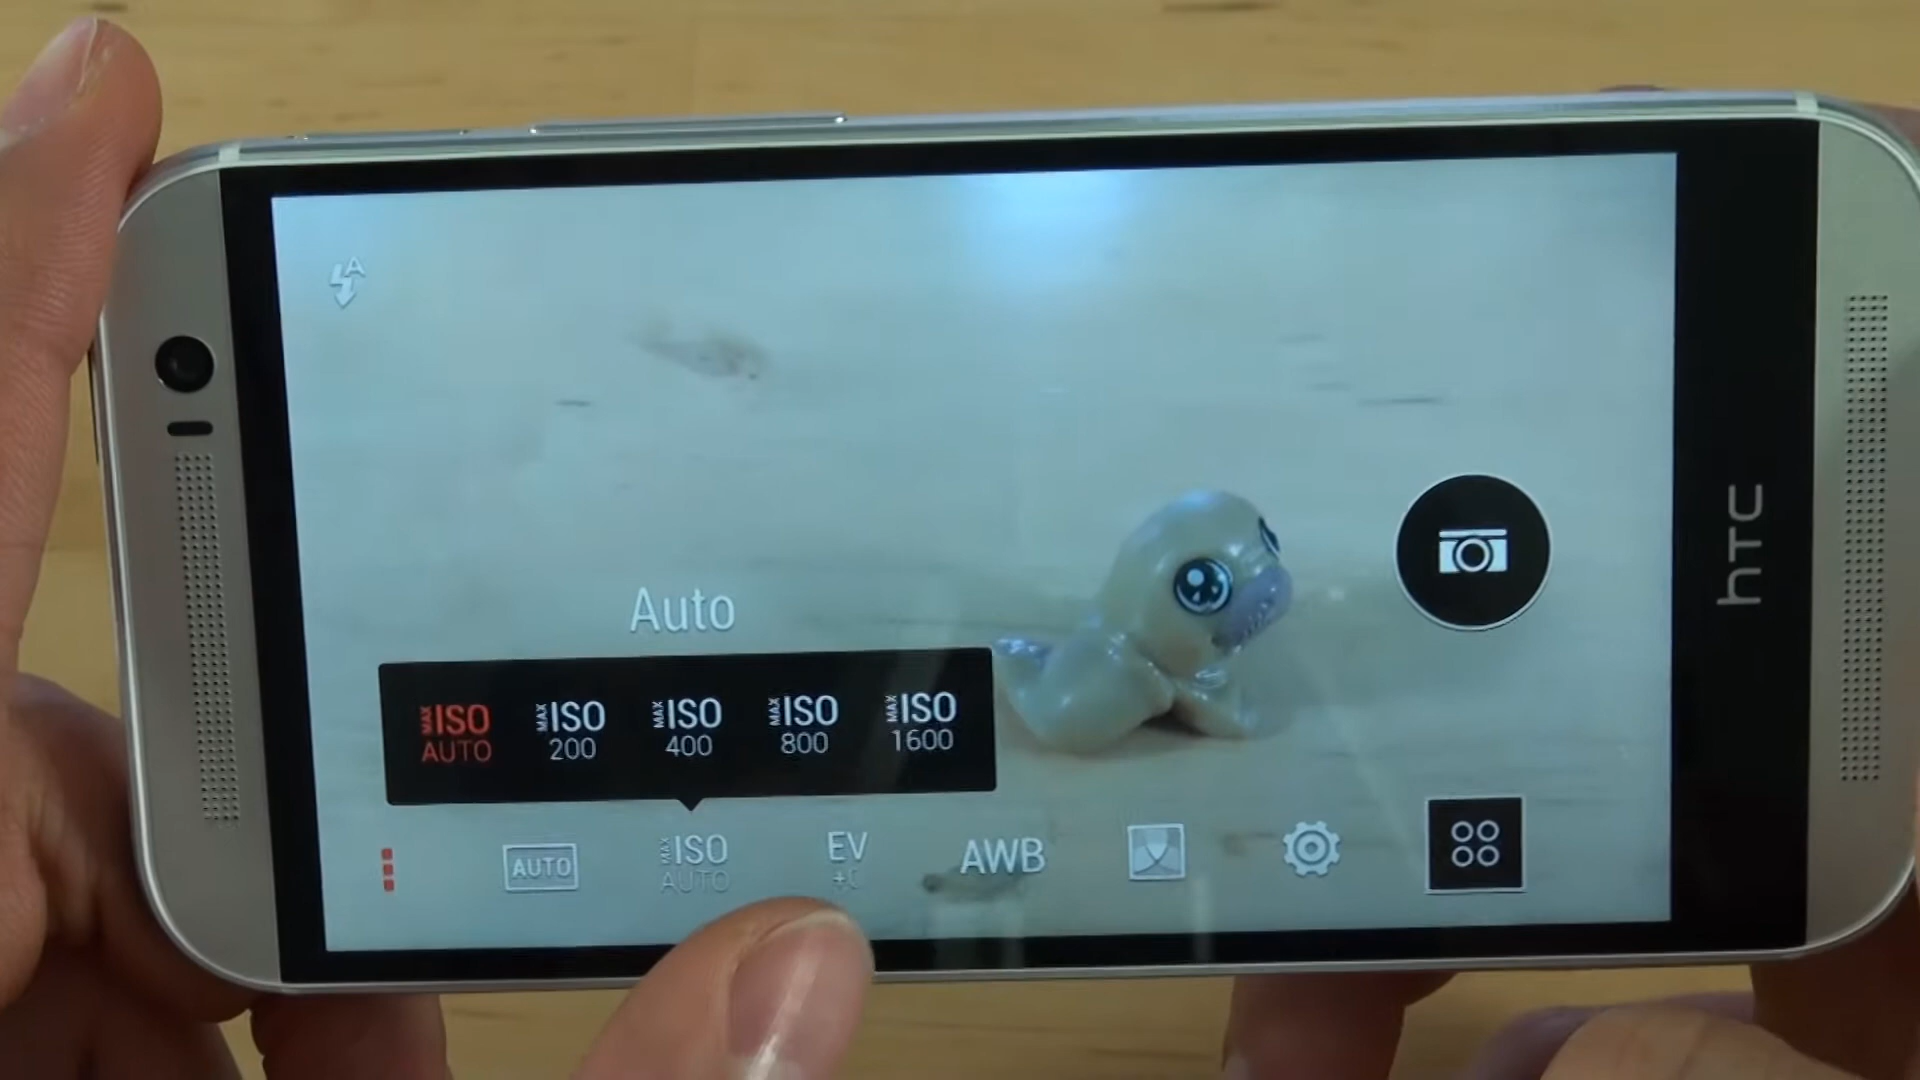 A
hTC
Auto
MAX ISO AUTO
MAX ISO 200
MAX ISO 400
MAX ISO 800
MAX ISO 1600
AUTO
MAX ISO AUTO
EV
AWB